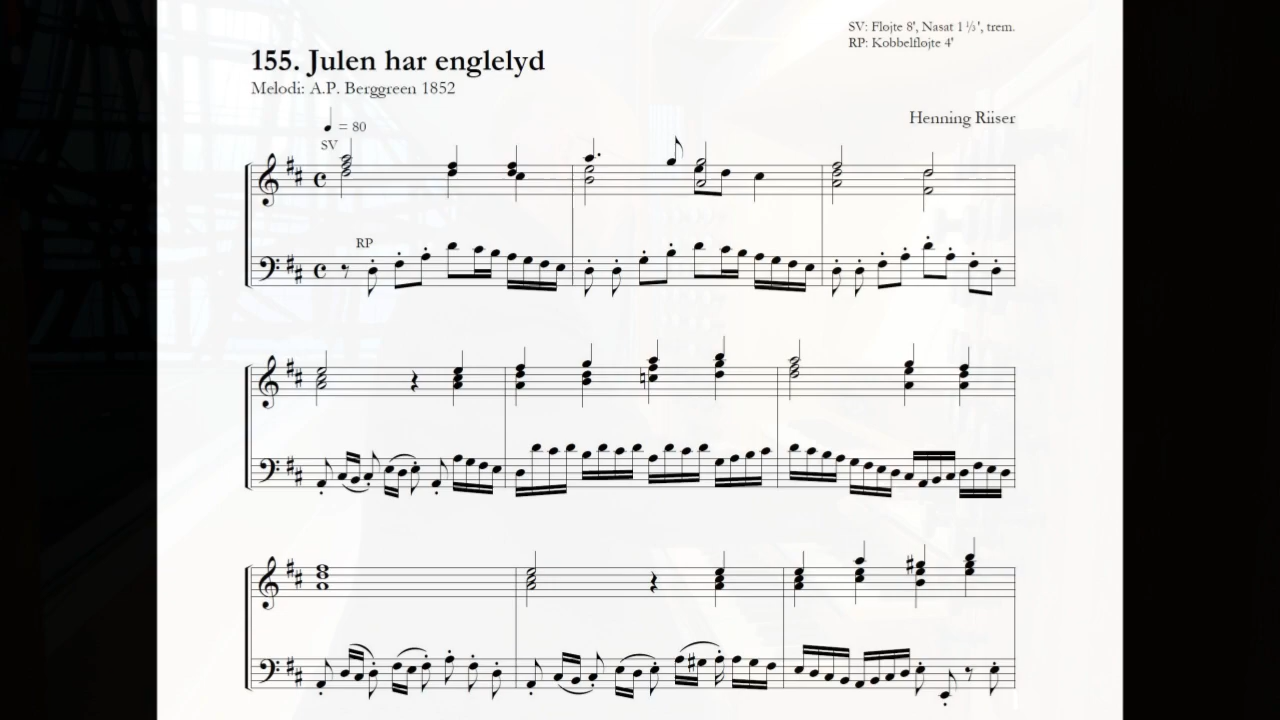 SV: Fløjte 8', Nasat 1 ⅓', trem.
RP: Kobbelfløjte 4'
155. Julen har englelyd
Melodi: A.P. Berggreen 1852
Henning Riiser
♩ = 80
SV
RP